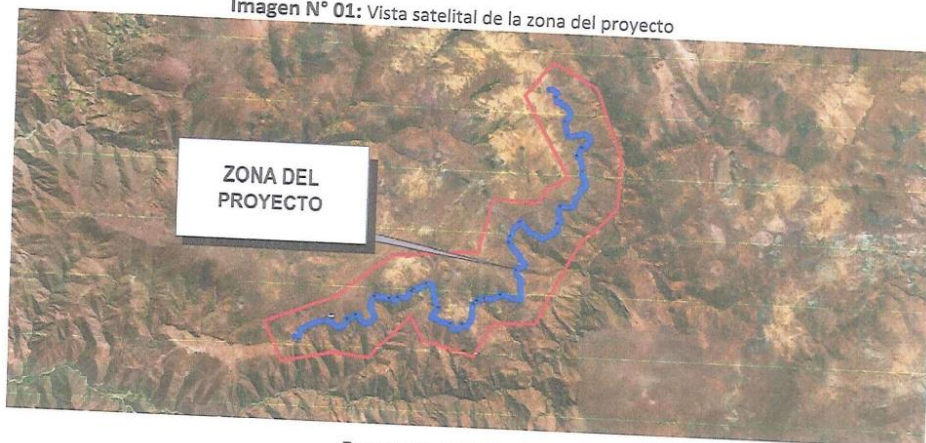 Imagen N° 01: Vista satelital de la zona del proyecto
ZONA DEL
PROYECTO